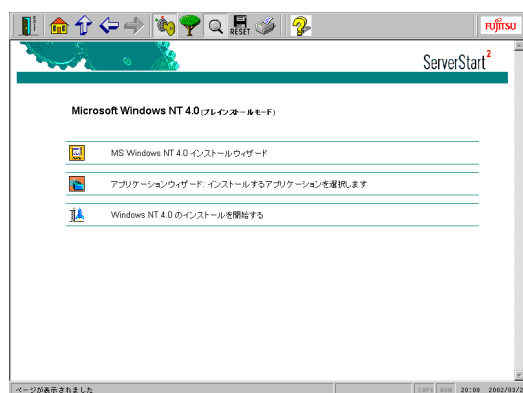 EXIT
RESET
FUJITSU
ServerStart2
Microsoft Windows NT 4.0 (プレインストールモード)
MS Windows NT 4.0 インストールウィザード
アプリケーションウィザード: インストールするアプリケーションを選択します
Windows NT 4.0 のインストールを開始する
ページが表示されました
CAPS NUM 20:08 2002/03/2